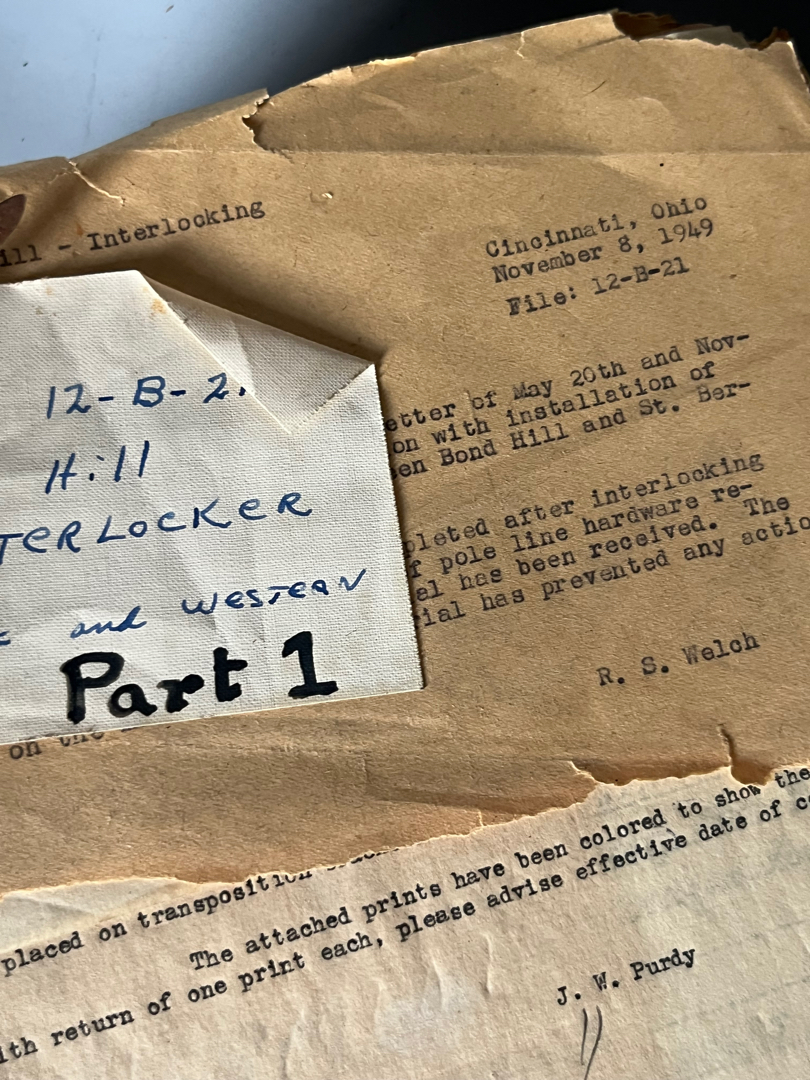 ill - Interlocking
Cincinnati, Ohio
November 8, 1949
File: 12-B-21
etter of May 20th and Nov-
on with installation of
en Bond Hill and St. Ber-
pleted after interlocking
f pole line hardware re-
el has been received. The
ial has prevented any actio
R. S. Welch
12-B-2
Hill
TERLOCKER
and WESTERN
Part 1
on the
placed on transposition
The attached prints have been colored to show the
ith return of one print each, please advise effective date of c
J. W. Purdy